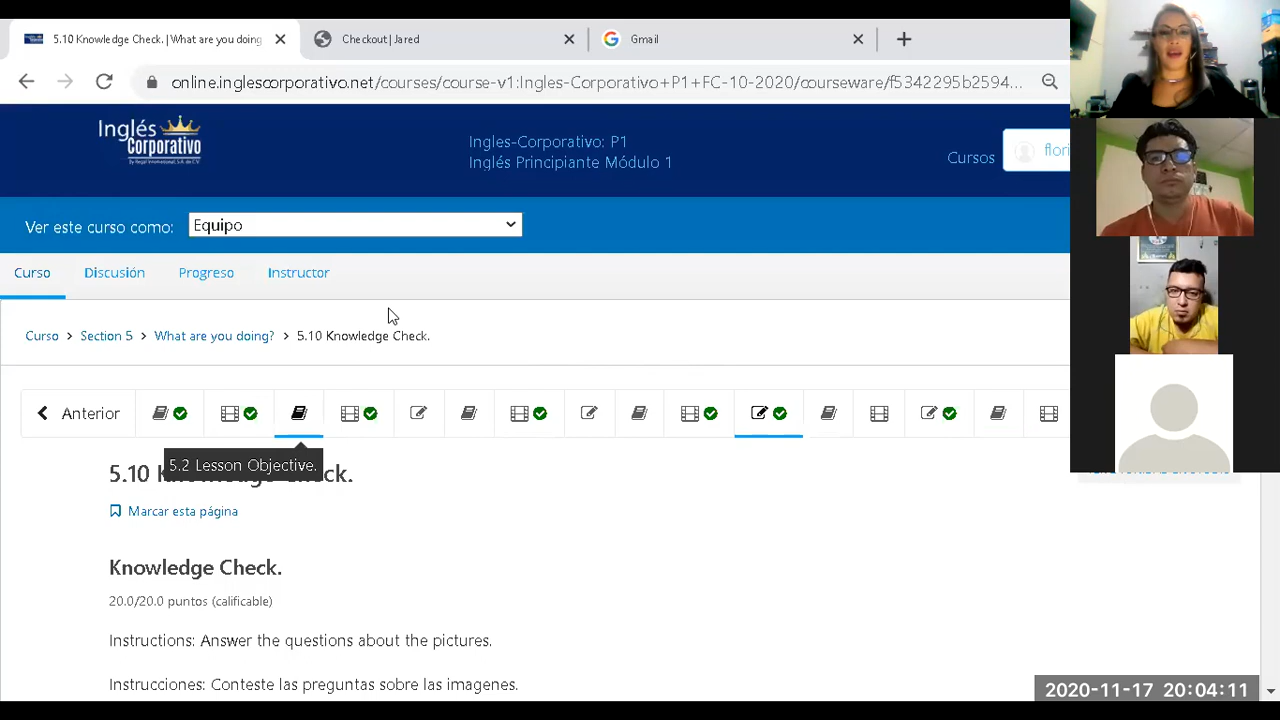 5.10 Knowledge Check. | What are you doing
Checkout | Jared
Gmail
online.inglescorporativo.net/courses/course-v1:Ingles-Corporativo+P1+FC-10-2020/courseware/f5342295b2594...
Inglés
Corporativo
Ingles-Corporativo: P1
Inglés Principiante Módulo 1
Cursos
flori
Ver este curso como:
Equipo
Curso
Discusión
Progreso
Instructor
Curso > Section 5 > What are you doing? > 5.10 Knowledge Check.
Anterior
5.2 Lesson Objective.
5.10 Knowledge Check.
Marcar esta página
Knowledge Check.
20.0/20.0 puntos (calificable)
Instructions: Answer the questions about the pictures.
Instrucciones: Conteste las preguntas sobre las imagenes.
2020-11-17 20:04:11